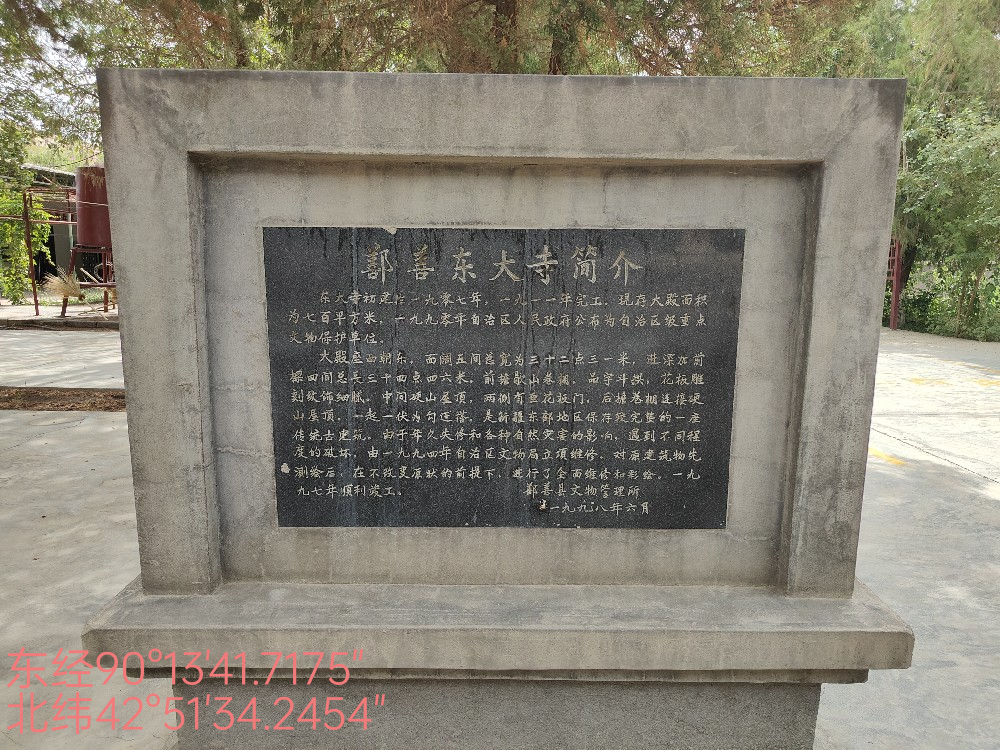 鄯善东大寺简介
东大寺初建于一九零七年，一九一一年完工。现存大殿面积
为七百平方米，一九九零年自治区人民政府公布为自治区级重点
文物保护单位。
大殿座西朝东，面阔五间总宽为三十二点三一米，进深加前
檐四间总长三十四点四六米。前檐歇山卷棚，品字斗拱，花板雕
刻纹饰细腻。中间硬山屋顶，两侧有垂花板门，后接卷棚连接硬
山屋顶，一起一伏为勾连搭，是新疆东部地区保存较完整的一座
传统古建筑。由于年久失修和各种自然灾害的影响，遇到不同程
度的破坏，由一九九四年自治区文物局立项维修，对原建筑物先
测绘后，在不改变原状的前提下，进行了全面维修和彩绘。一九
九七年顺利竣工。
鄯善县文物管理所
一九九八年六月
东经90°13'41.7175"
北纬42°51'34.2454"